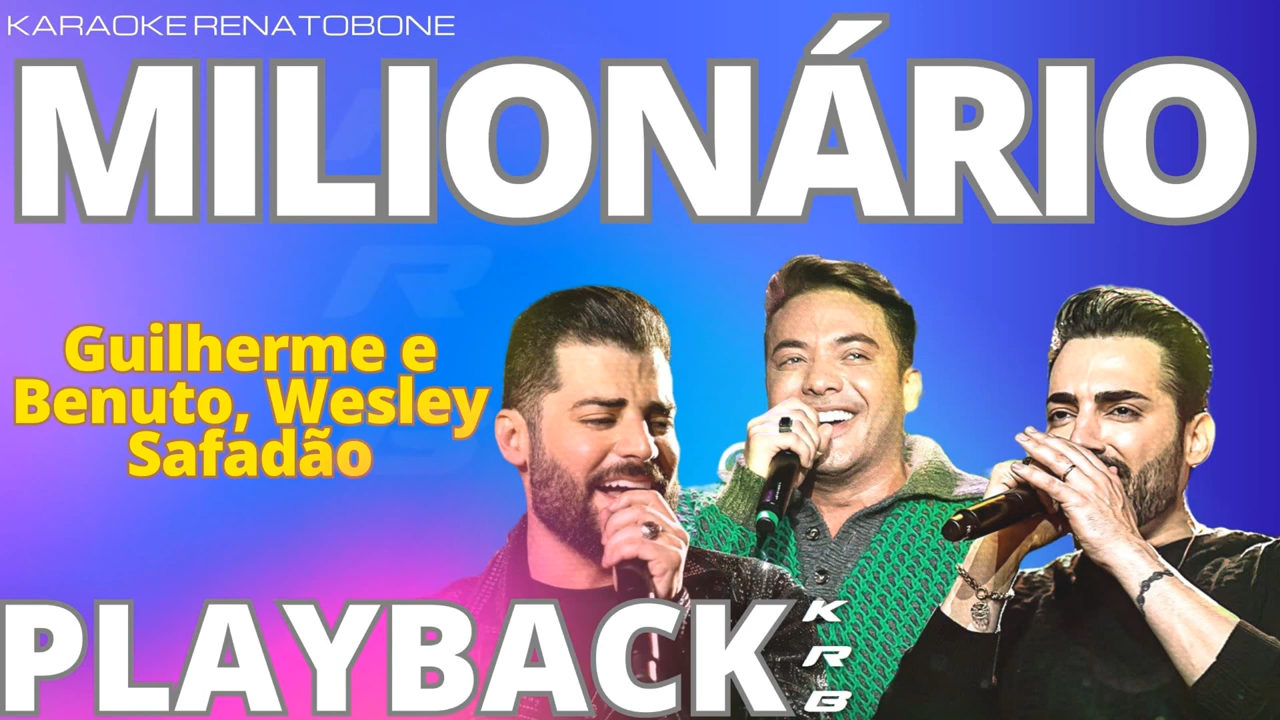 KARAOKE RENATOBONE
MILIONÁRIO
Guilherme e
Benuto, Wesley
Safadão
PLAYBACK
K
R
B